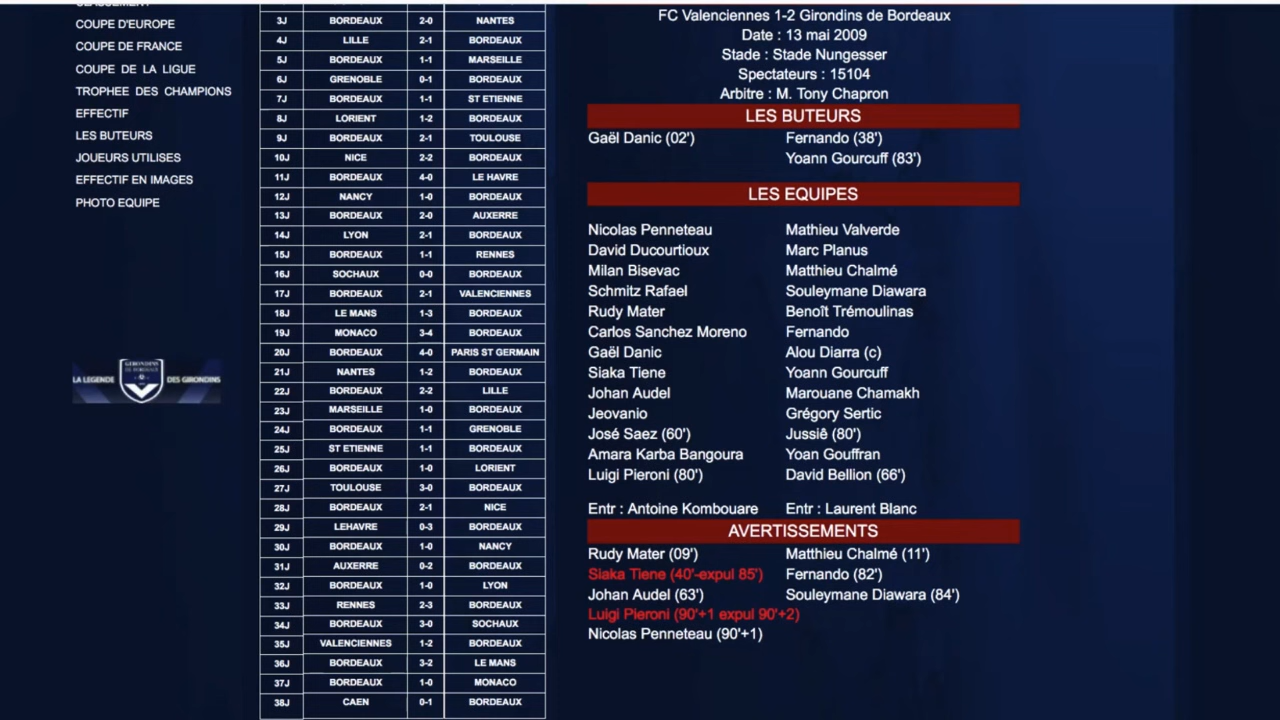 CLASSEMENT
COUPE D'EUROPE
COUPE DE FRANCE
COUPE DE LA LIGUE
TROPHEE DES CHAMPIONS
EFFECTIF
LES BUTEURS
JOUEURS UTILISES
EFFECTIF EN IMAGES
PHOTO EQUIPE
LA LEGENDE GIRONDINS DE BORDEAUX DES GIRONDINS
3J BORDEAUX 2-0 NANTES
4J LILLE 2-1 BORDEAUX
5J BORDEAUX 1-1 MARSEILLE
6J GRENOBLE 0-1 BORDEAUX
7J BORDEAUX 1-1 ST ETIENNE
8J LORIENT 1-2 BORDEAUX
9J BORDEAUX 2-1 TOULOUSE
10J NICE 2-2 BORDEAUX
11J BORDEAUX 4-0 LE HAVRE
12J NANCY 1-0 BORDEAUX
13J BORDEAUX 2-0 AUXERRE
14J LYON 2-1 BORDEAUX
15J BORDEAUX 1-1 RENNES
16J SOCHAUX 0-0 BORDEAUX
17J BORDEAUX 2-1 VALENCIENNES
18J LE MANS 1-3 BORDEAUX
19J MONACO 3-4 BORDEAUX
20J BORDEAUX 4-0 PARIS ST GERMAIN
21J NANTES 1-2 BORDEAUX
22J BORDEAUX 2-2 LILLE
23J MARSEILLE 1-0 BORDEAUX
24J BORDEAUX 1-1 GRENOBLE
25J ST ETIENNE 1-1 BORDEAUX
26J BORDEAUX 1-0 LORIENT
27J TOULOUSE 3-0 BORDEAUX
28J BORDEAUX 2-1 NICE
29J LEHAVRE 0-3 BORDEAUX
30J BORDEAUX 1-0 NANCY
31J AUXERRE 0-2 BORDEAUX
32J BORDEAUX 1-0 LYON
33J RENNES 2-3 BORDEAUX
34J BORDEAUX 3-0 SOCHAUX
35J VALENCIENNES 1-2 BORDEAUX
36J BORDEAUX 3-2 LE MANS
37J BORDEAUX 1-0 MONACO
38J CAEN 0-1 BORDEAUX
FC Valenciennes 1-2 Girondins de Bordeaux
Date : 13 mai 2009
Stade : Stade Nungesser
Spectateurs : 15104
Arbitre : M. Tony Chapron
LES BUTEURS
Gaël Danic (02') Fernando (38')
Yoann Gourcuff (83')
LES EQUIPES
Nicolas Penneteau Mathieu Valverde
David Ducourtioux Marc Planus
Milan Bisevac Matthieu Chalmé
Schmitz Rafael Souleymane Diawara
Rudy Mater Benoît Trémoulinas
Carlos Sanchez Moreno Fernando
Gaël Danic Alou Diarra (c)
Siaka Tiene Yoann Gourcuff
Johan Audel Marouane Chamakh
Jeovanio Grégory Sertic
José Saez (60') Jussiê (80')
Amara Karba Bangoura Yoan Gouffran
Luigi Pieroni (80') David Bellion (66')
Entr : Antoine Kombouare Entr : Laurent Blanc
AVERTISSEMENTS
Rudy Mater (09') Matthieu Chalmé (11')
Siaka Tiene (40'-expul 85') Fernando (82')
Johan Audel (63') Souleymane Diawara (84')
Luigi Pieroni (90'+1 expul 90'+2)
Nicolas Penneteau (90'+1)